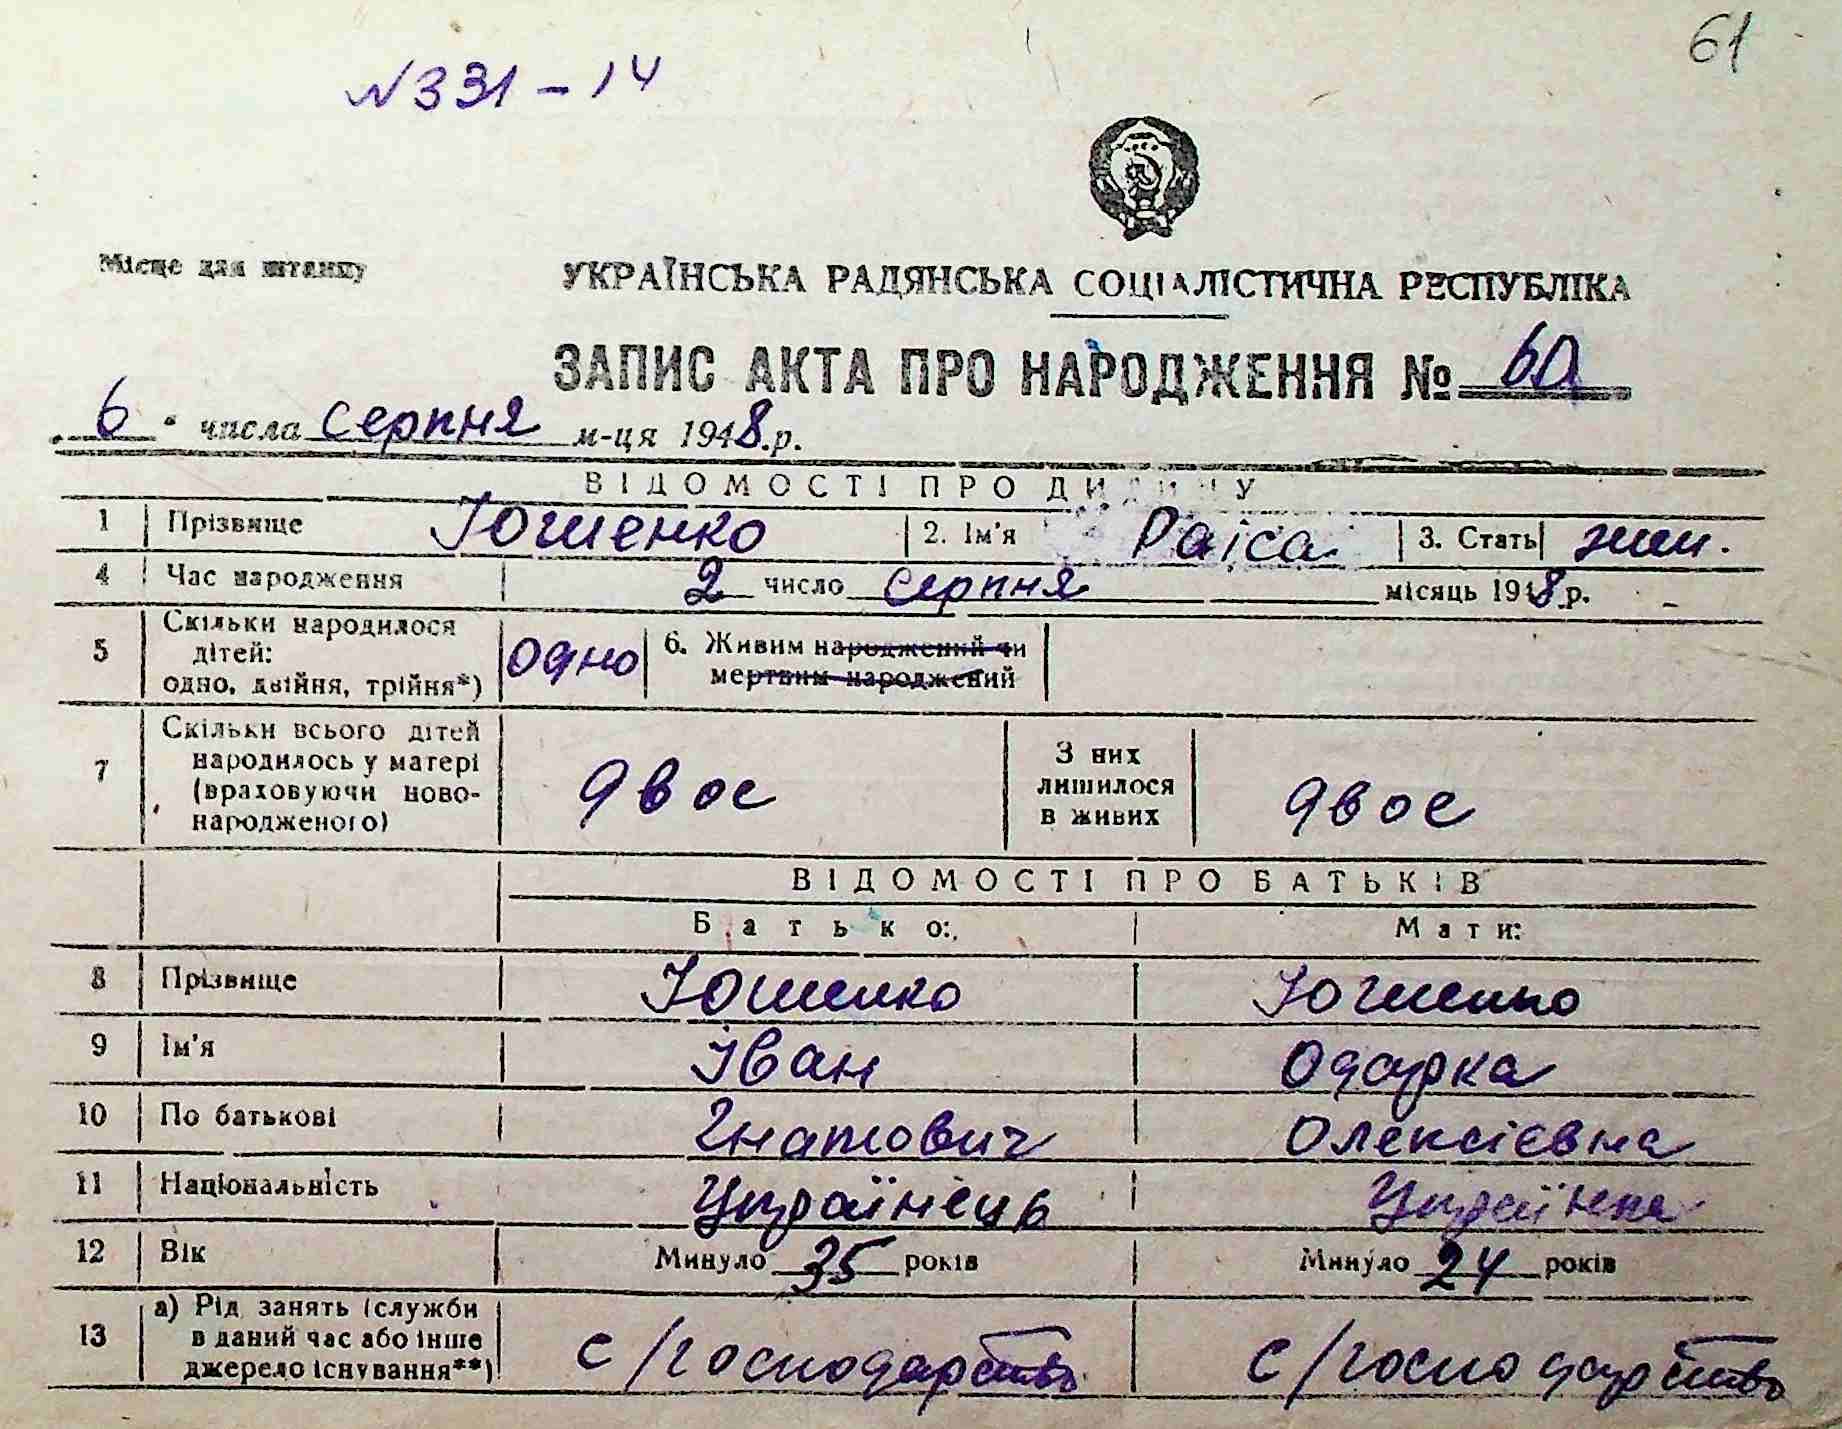 61
№331-14
Місце для штампу
УКРАЇНСЬКА РАДЯНСЬКА СОЦІАЛІСТИЧНА РЕСПУБЛІКА
ЗАПИС АКТА ПРО НАРОДЖЕННЯ № 60
6 числа серпня м-ця 1948.р.
ВІДОМОСТІ ПРО ДИТИНУ
1 Прізвище Ющенко 2. Ім'я Раїса 3. Стать жін.
4 Час народження 2 число серпня місяць 1948 р.
5 Скільки народилося дітей: одно, двійня, трійня*) одно 6. Живим народжений чи мертвим народжений
7 Скільки всього дітей народилось у матері (враховуючи новонародженого) двоє З них лишилося в живих двоє
ВІДОМОСТІ ПРО БАТЬКІВ
Батько: Мати:
8 Прізвище Ющенко Ющенко
9 Ім'я Іван Одарка
10 По батькові Гнатович Олексієвна
11 Національність Українець Українка
12 Вік Минуло 35 років Минуло 24 років
13 а) Рід занять (служби в даний час або інше джерело існування**) с/господарство с/господарство